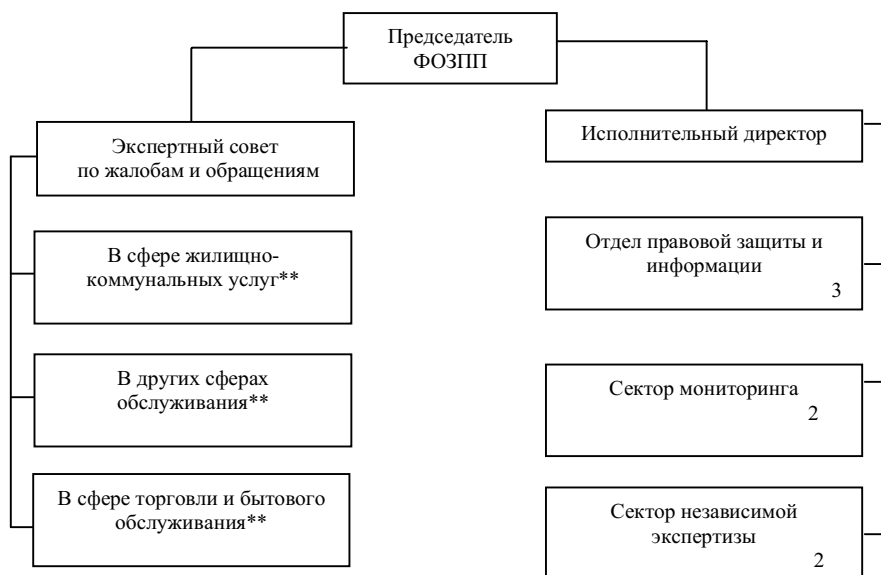 Председатель
ФОЗПП
Экспертный совет
по жалобам и обращениям
Исполнительный директор
В сфере жилищно-
коммунальных услуг**
Отдел правовой защиты и
информации
3
В других сферах
обслуживания**
Сектор мониторинга
2
В сфере торговли и бытового
обслуживания**
Сектор независимой
экспертизы
2